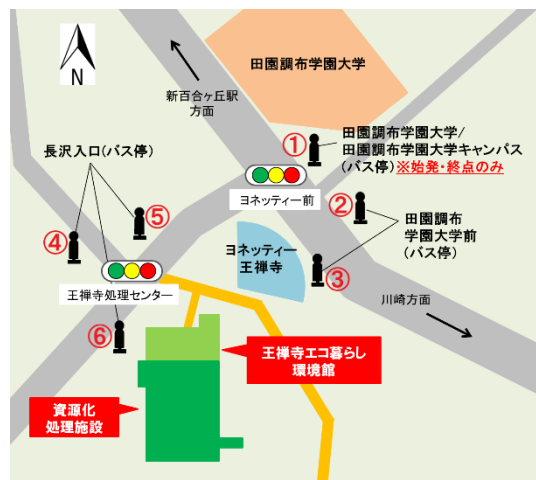 田園調布学園大学
N
新百合ヶ丘駅
方面
①
田園調布学園大学/
田園調布学園大学キャンパス
(バス停)※始発・終点のみ
長沢入口(バス停)
ヨネッティー前
②
⑤
田園調布
学園大学前
(バス停)
④
ヨネッティー
王禅寺
③
王禅寺処理センター
川崎方面
⑥
王禅寺エコ暮らし
環境館
資源化
処理施設